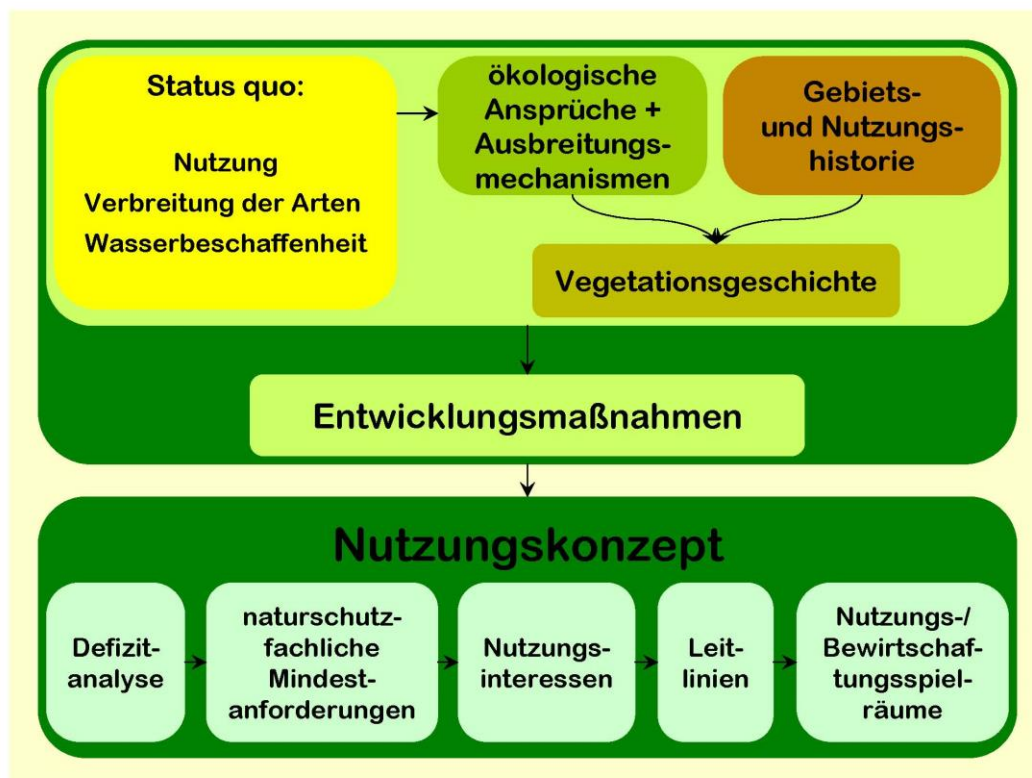 Status quo:
Nutzung
Verbreitung der Arten
Wasserbeschaffenheit
ökologische
Ansprüche +
Ausbreitungs-
mechanismen
Gebiets-
und Nutzungs-
historie
Vegetationsgeschichte
Entwicklungsmaßnahmen
Nutzungskonzept
Defizit-
analyse
naturschutz-
fachliche
Mindest-
anforderungen
Nutzungs-
interessen
Leit-
linien
Nutzungs-/
Bewirtschaf-
tungsspiel-
räume